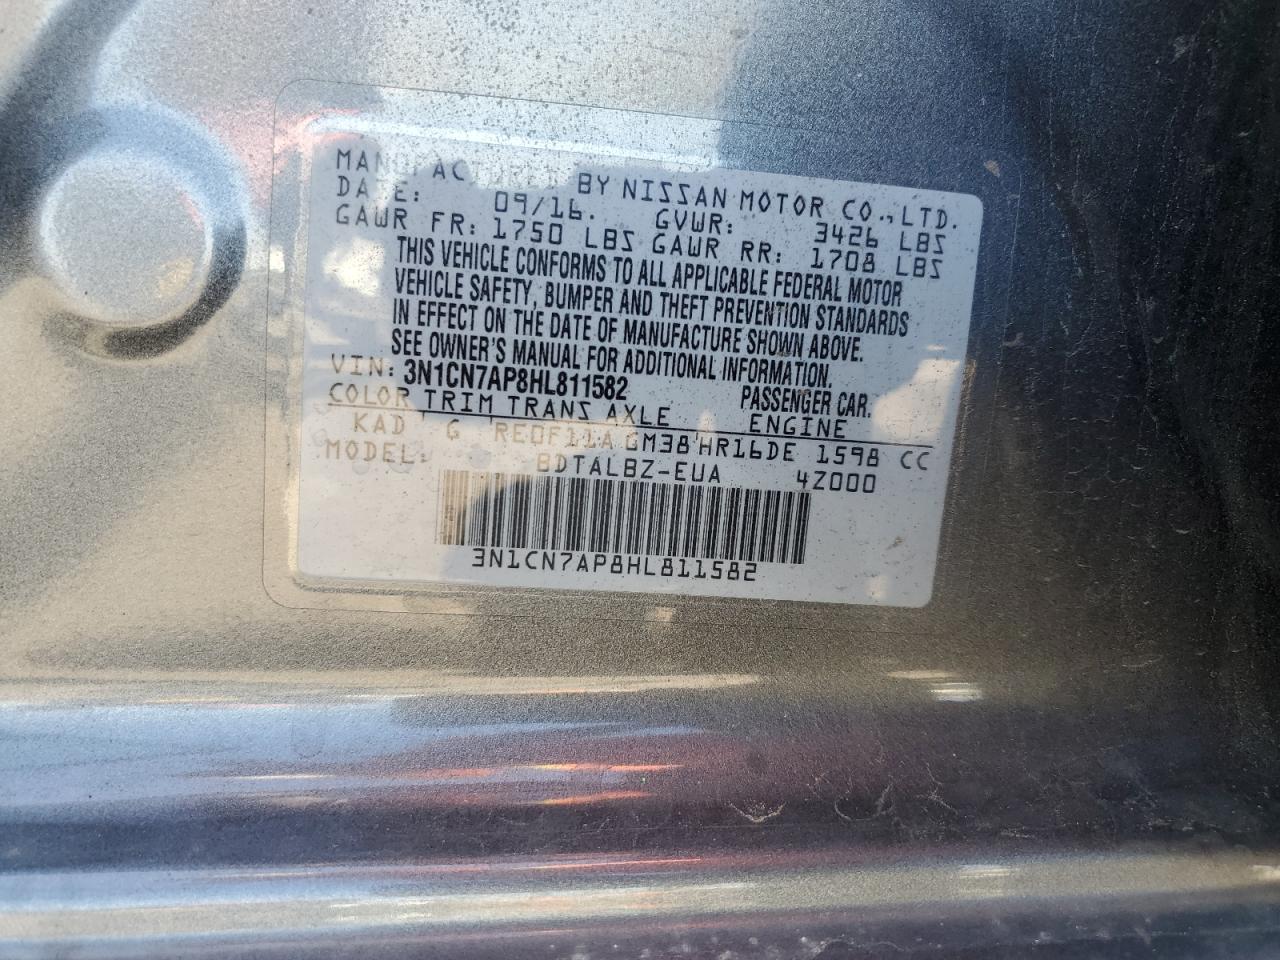 MANUFACTURED BY NISSAN MOTOR CO., LTD.
DATE: 09/16. GVWR: 3426 LBS
GAWR FR: 1750 LBS GAWR RR: 1708 LBS
THIS VEHICLE CONFORMS TO ALL APPLICABLE FEDERAL MOTOR
VEHICLE SAFETY, BUMPER AND THEFT PREVENTION STANDARDS
IN EFFECT ON THE DATE OF MANUFACTURE SHOWN ABOVE.
SEE OWNER'S MANUAL FOR ADDITIONAL INFORMATION.
VIN: 3N1CN7AP8HL811582 PASSENGER CAR.
COLOR TRIM TRANS AXLE ENGINE
KAD G RE0F11A GM38 HR16DE 1598 CC
MODEL: BDTALBZ-EUA 4Z000
3N1CN7AP8HL811582